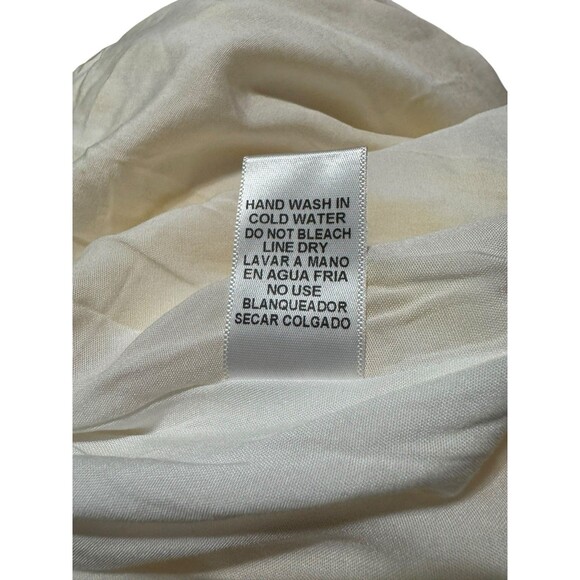 HAND WASH IN
COLD WATER
DO NOT BLEACH
LINE DRY
LAVAR A MANO
EN AGUA FRIA
NO USE
BLANQUEADOR
SECAR COLGADO